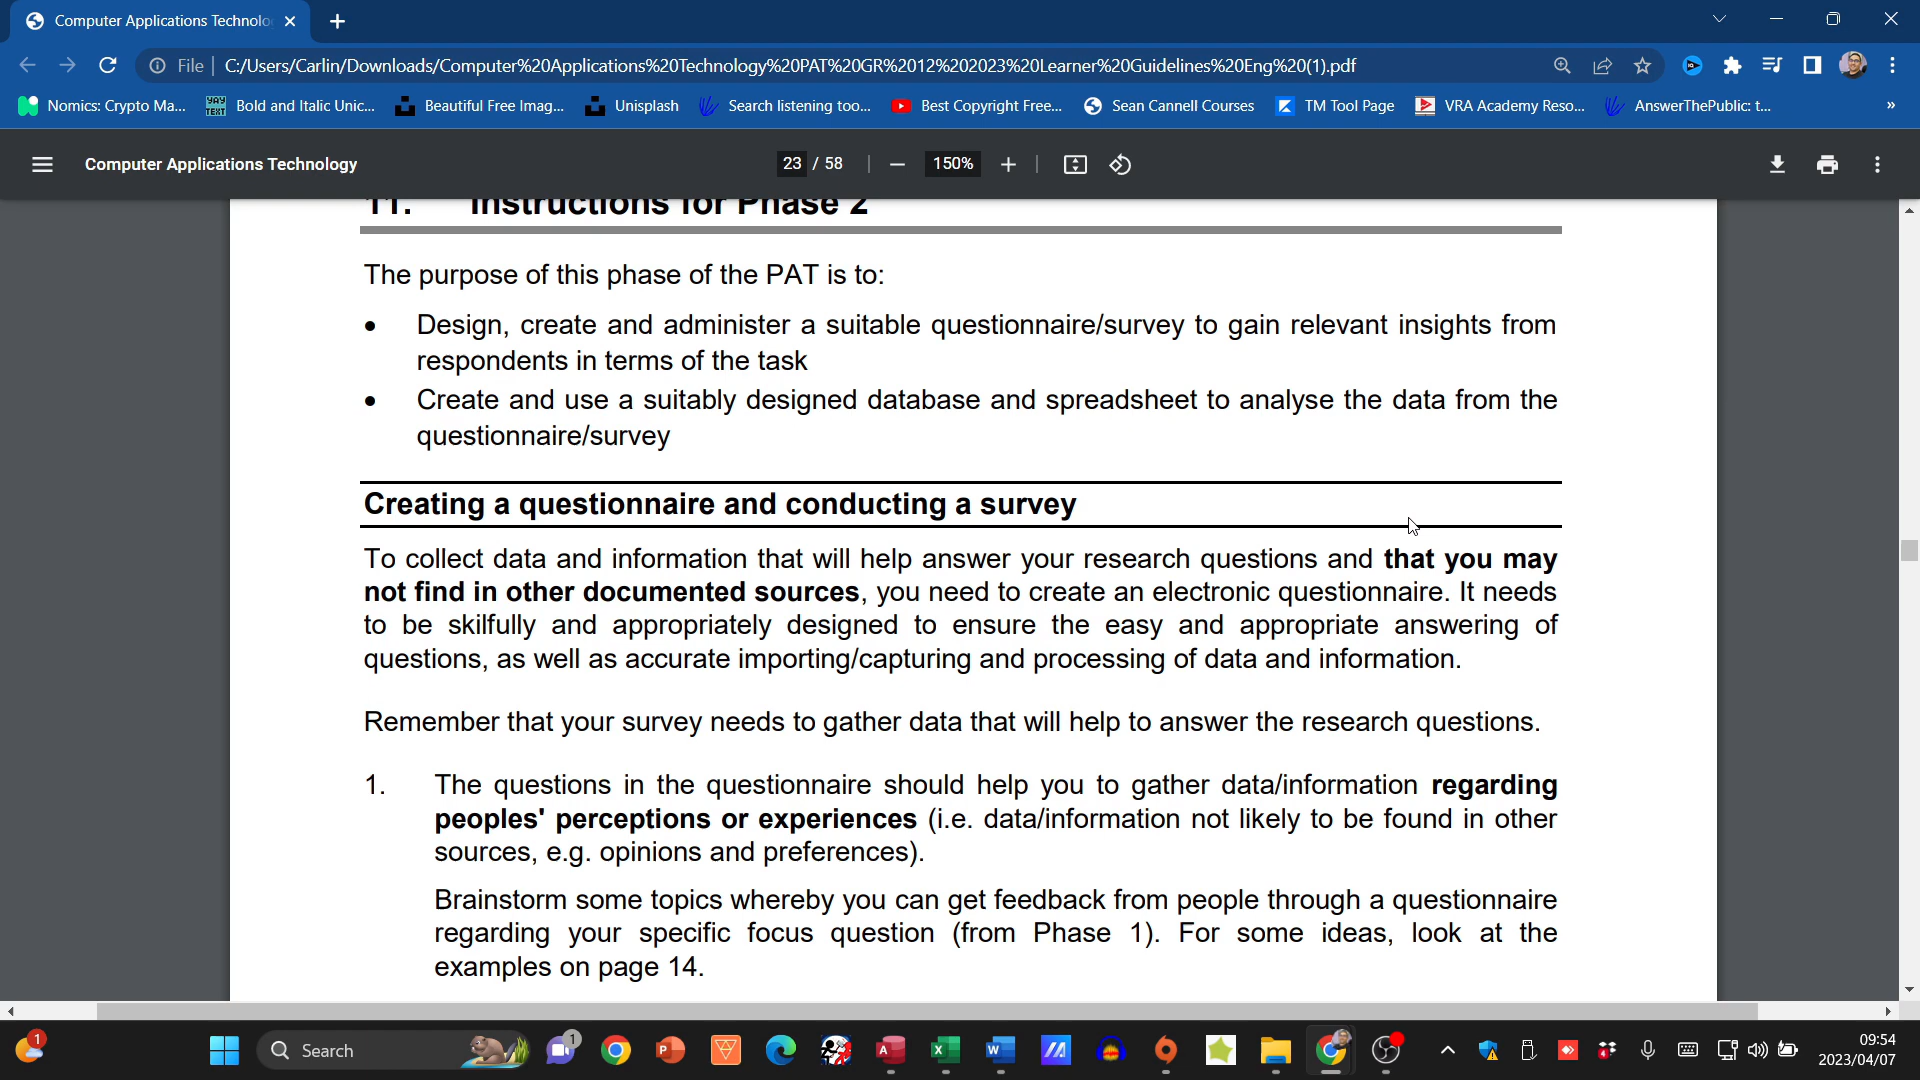 Computer Applications Technolo
File
C:/Users/Carlin/Downloads/Computer%20Applications%20Technology%20PAT%20GR%2012%202023%20Learner%20Guidelines%20Eng%20(1).pdf
Nomics: Crypto Ma...
YAY TEXT
Bold and Italic Unic...
Beautiful Free Imag...
Unisplash
Search listening too...
Best Copyright Free...
Sean Cannell Courses
TM Tool Page
VRA Academy Reso...
AnswerThePublic: t...
»
Computer Applications Technology
23 / 58
150%
11. Instructions for Phase 2
The purpose of this phase of the PAT is to:
• Design, create and administer a suitable questionnaire/survey to gain relevant insights from
respondents in terms of the task
• Create and use a suitably designed database and spreadsheet to analyse the data from the
questionnaire/survey
Creating a questionnaire and conducting a survey
To collect data and information that will help answer your research questions and that you may
not find in other documented sources, you need to create an electronic questionnaire. It needs
to be skilfully and appropriately designed to ensure the easy and appropriate answering of
questions, as well as accurate importing/capturing and processing of data and information.
Remember that your survey needs to gather data that will help to answer the research questions.
1. The questions in the questionnaire should help you to gather data/information regarding
peoples' perceptions or experiences (i.e. data/information not likely to be found in other
sources, e.g. opinions and preferences).
Brainstorm some topics whereby you can get feedback from people through a questionnaire
regarding your specific focus question (from Phase 1). For some ideas, look at the
examples on page 14.
1
Search
1
09:54
2023/04/07